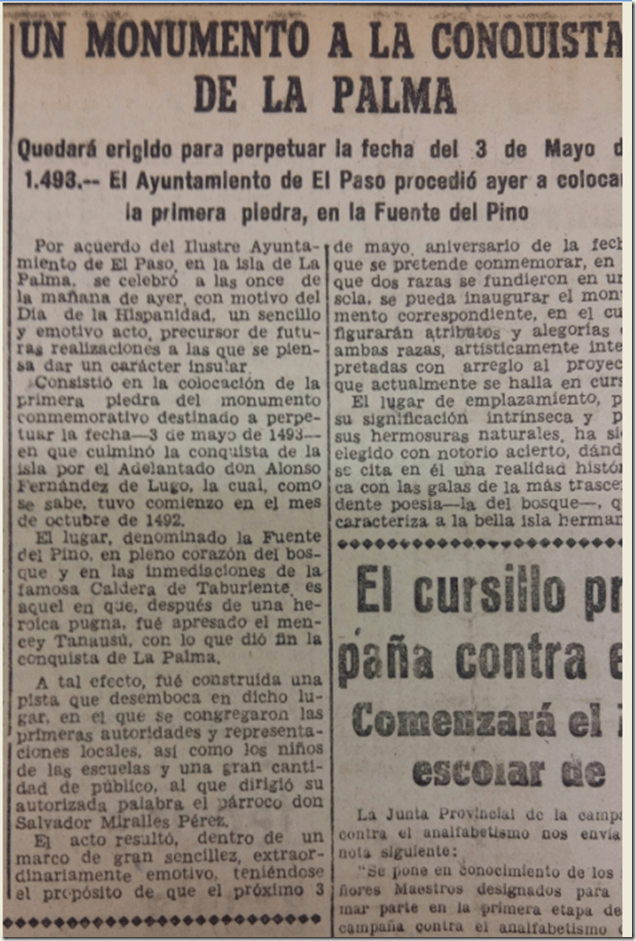 UN MONUMENTO A LA CONQUISTA
DE LA PALMA
Quedará erigido para perpetuar la fecha del 3 de Mayo d
1.493.-- El Ayuntamiento de El Paso procedió ayer a coloca
la primera piedra, en la Fuente del Pino
Por acuerdo del Ilustre Ayunta-
miento de El Paso, en la isla de La
Palma, se celebró a las once de
la mañana de ayer, con motivo del
Día de la Hispanidad, un sencillo
y emotivo acto, precursor de futu-
ras realizaciones a las que se pien-
sa dar un carácter insular.
Consistió en la colocación de la
primera piedra del monumento
conmemorativo destinado a perpe-
tuar la fecha—3 de mayo de 1493—
en que culminó la conquista de la
isla por el Adelantado don Alonso
Fernández de Lugo, la cual, como
se sabe, tuvo comienzo en el mes
de octubre de 1492.
El lugar, denominado la Fuente
del Pino, en pleno corazón del bos-
que y en las inmediaciones de la
famosa Caldera de Taburiente, es
aquel en que, después de una he-
roica pugna, fué apresado el men-
cey Tanausú, con lo que dió fin la
conquista de La Palma.
A tal efecto, fué construída una
pista que desemboca en dicho lu-
gar, en el que se congregaron las
primeras autoridades y representa-
ciones locales, así como los niños
de las escuelas y una gran canti-
dad de público, al que dirigió su
autorizada palabra el párroco don
Salvador Miralles Pérez.
El acto resultó, dentro de un
marco de gran sencillez, extraor-
dinariamente emotivo, teniéndose
el propósito de que el próximo 3
de mayo, aniversario de la fech
que se pretende conmemorar, en
que dos razas se fundieron en un
sola, se pueda inaugurar el mon
mento correspondiente, en el cu
figurarán atributos y alegorías
ambas razas, artísticamente inte
pretadas con arreglo al proyec
que actualmente se halla en curs
El lugar de emplazamiento, p
su significación intrínseca y p
sus hermosuras naturales, ha si
elegido con notorio acierto, dánd
se cita en él una realidad histó
ca con las galas de la más trasce
dente poesía—la del bosque—, q
caracteriza a la bella isla herman
El cursillo pr
paña contra e
Comenzará el
escolar de
La Junta Provincial de la campa
contra el analfabetismo nos envía
nota siguiente:
"Se pone en conocimiento de los
ñores Maestros designados para
mar parte en la primera etapa de
campaña contra el analfabetismo